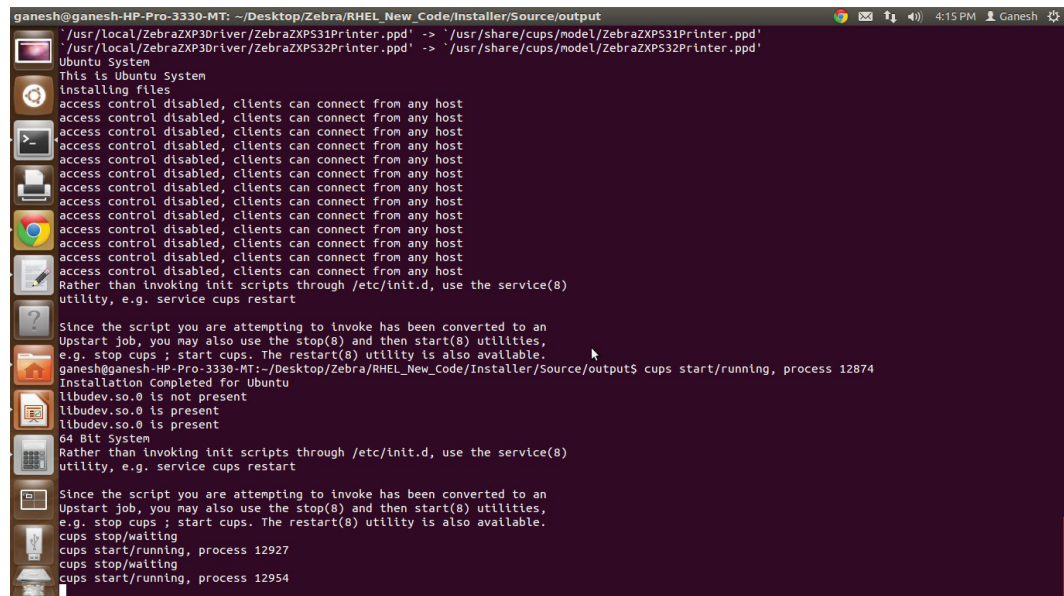 ganesh@ganesh-HP-Pro-3330-MT: ~/Desktop/Zebra/RHEL_New_Code/Installer/Source/output
4:15 PM
Ganesh
`/usr/local/ZebraZXP3Driver/ZebraZXPS31Printer.ppd' -> `/usr/share/cups/model/ZebraZXPS31Printer.ppd'
`/usr/local/ZebraZXP3Driver/ZebraZXPS32Printer.ppd' -> `/usr/share/cups/model/ZebraZXPS32Printer.ppd'
Ubuntu System
This is Ubuntu System
installing files
access control disabled, clients can connect from any host
access control disabled, clients can connect from any host
access control disabled, clients can connect from any host
access control disabled, clients can connect from any host
access control disabled, clients can connect from any host
access control disabled, clients can connect from any host
access control disabled, clients can connect from any host
access control disabled, clients can connect from any host
access control disabled, clients can connect from any host
access control disabled, clients can connect from any host
access control disabled, clients can connect from any host
access control disabled, clients can connect from any host
access control disabled, clients can connect from any host
Rather than invoking init scripts through /etc/init.d, use the service(8)
utility, e.g. service cups restart
Since the script you are attempting to invoke has been converted to an
Upstart job, you may also use the stop(8) and then start(8) utilities,
e.g. stop cups ; start cups. The restart(8) utility is also available.
ganesh@ganesh-HP-Pro-3330-MT:~/Desktop/Zebra/RHEL_New_Code/Installer/Source/output$ cups start/running, process 12874
Installation Completed for Ubuntu
libudev.so.0 is not present
libudev.so.0 is present
libudev.so.0 is present
64 Bit System
Rather than invoking init scripts through /etc/init.d, use the service(8)
utility, e.g. service cups restart
Since the script you are attempting to invoke has been converted to an
Upstart job, you may also use the stop(8) and then start(8) utilities,
e.g. stop cups ; start cups. The restart(8) utility is also available.
cups stop/waiting
cups start/running, process 12927
cups stop/waiting
cups start/running, process 12954